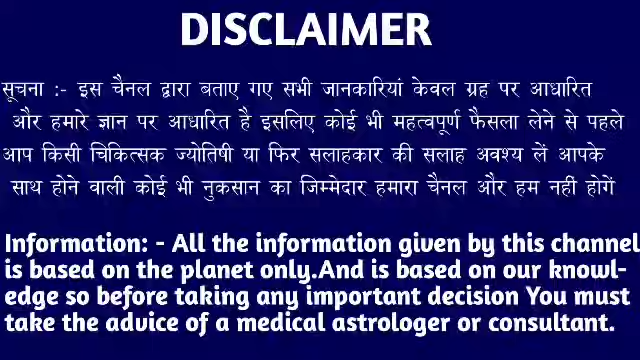 DISCLAIMER
सूचना :- इस चैनल द्वारा बताए गए सभी जानकारियां केवल ग्रह पर आधारित
और हमारे ज्ञान पर आधारित है इसलिए कोई भी महत्वपूर्ण फैसला लेने से पहले
आप किसी चिकित्सक ज्योतिषी या फिर सलाहकार की सलाह अवश्य लें आपके
साथ होने वाली कोई भी नुकसान का जिम्मेदार हमारा चैनल और हम नहीं होगें
Information: - All the information given by this channel
is based on the planet only.And is based on our knowl-
edge so before taking any important decision You must
take the advice of a medical astrologer or consultant.